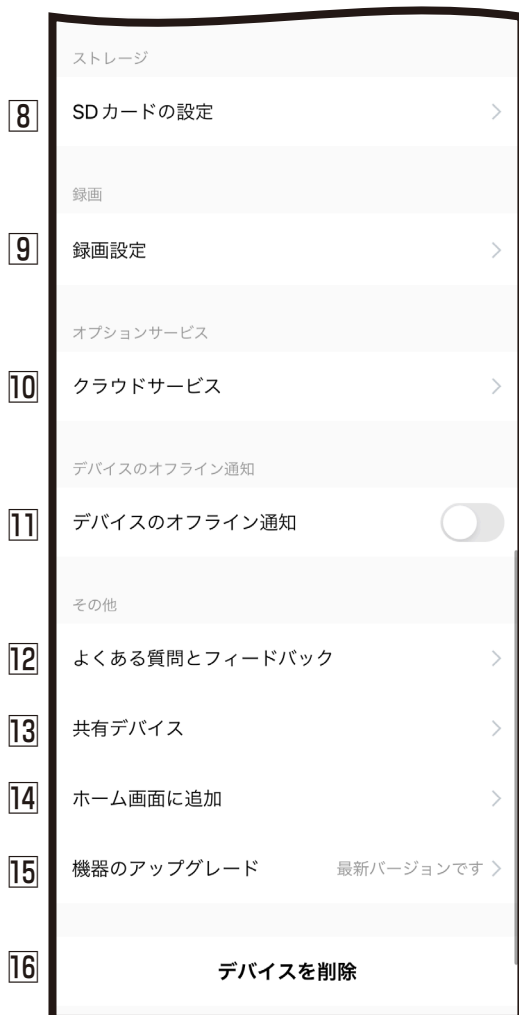 ストレージ
8 SDカードの設定
録画
9 録画設定
オプションサービス
10 クラウドサービス
デバイスのオフライン通知
11 デバイスのオフライン通知
その他
12 よくある質問とフィードバック
13 共有デバイス
14 ホーム画面に追加
15 機器のアップグレード 最新バージョンです
16 デバイスを削除